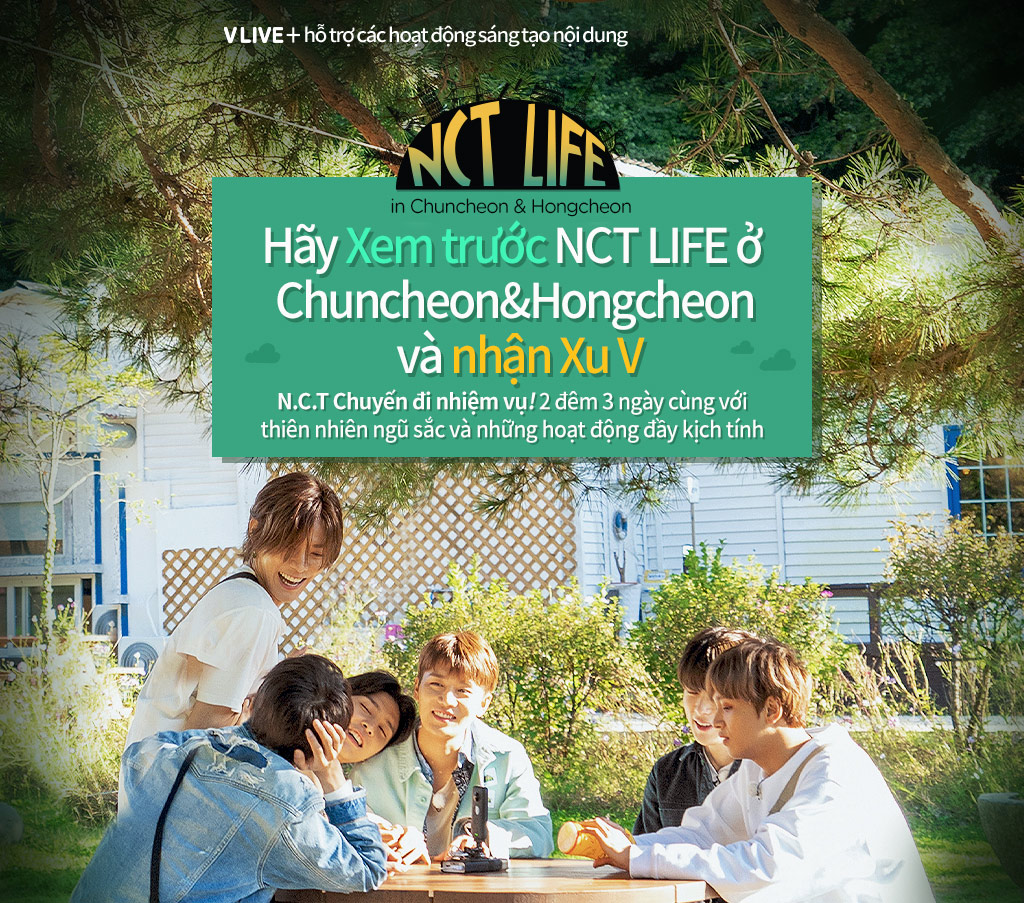 V LIVE+ hỗ trợ các hoạt động sáng tạo nội dung
NCT LIFE
in Chuncheon & Hongcheon
Hãy Xem trước NCT LIFE ở
Chuncheon&Hongcheon
và nhận Xu V
N.C.T Chuyến đi nhiệm vụ! 2 đêm 3 ngày cùng với
thiên nhiên ngũ sắc và những hoạt động đầy kịch tính